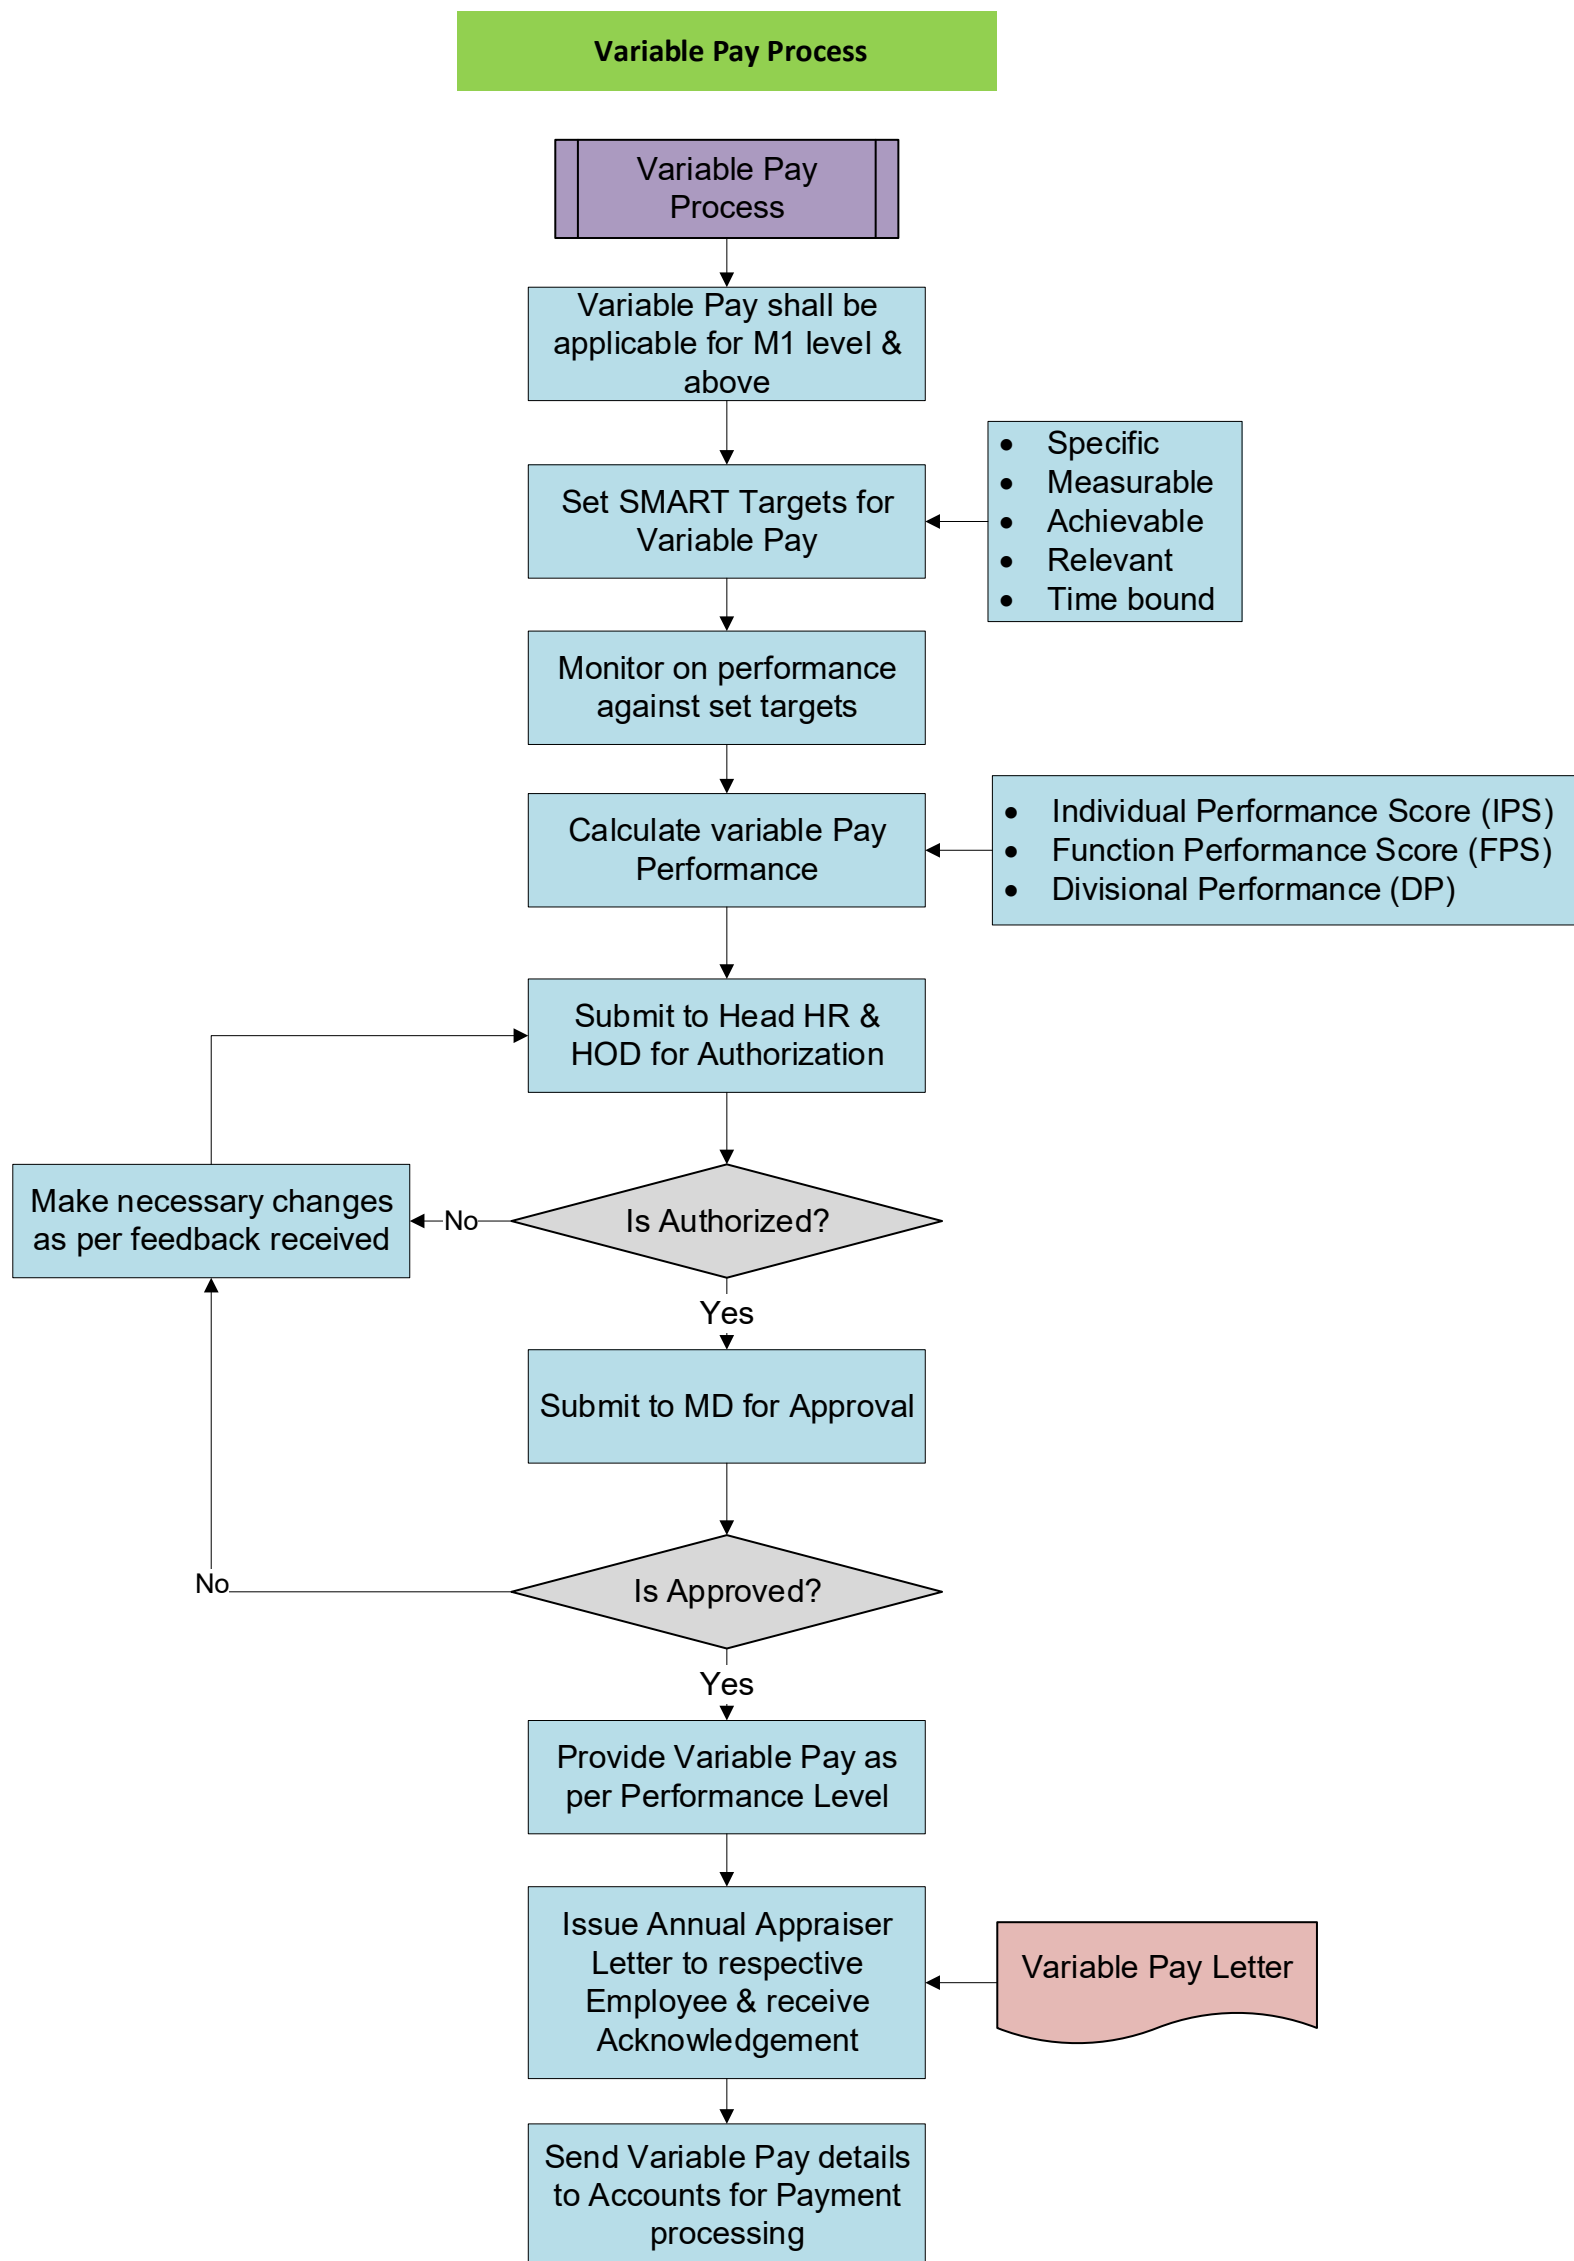 Variable Pay Process
Variable Pay
Process
Variable Pay shall be
applicable for M1 level &
above
Set SMART Targets for
Variable Pay
• Specific
• Measurable
• Achievable
• Relevant
• Time bound
Monitor on performance
against set targets
Calculate variable Pay
Performance
• Individual Performance Score (IPS)
• Function Performance Score (FPS)
• Divisional Performance (DP)
Submit to Head HR &
HOD for Authorization
Make necessary changes
as per feedback received
No
Is Authorized?
Yes
Submit to MD for Approval
No
Is Approved?
Yes
Provide Variable Pay as
per Performance Level
Issue Annual Appraiser
Letter to respective
Employee & receive
Acknowledgement
Variable Pay Letter
Send Variable Pay details
to Accounts for Payment
processing